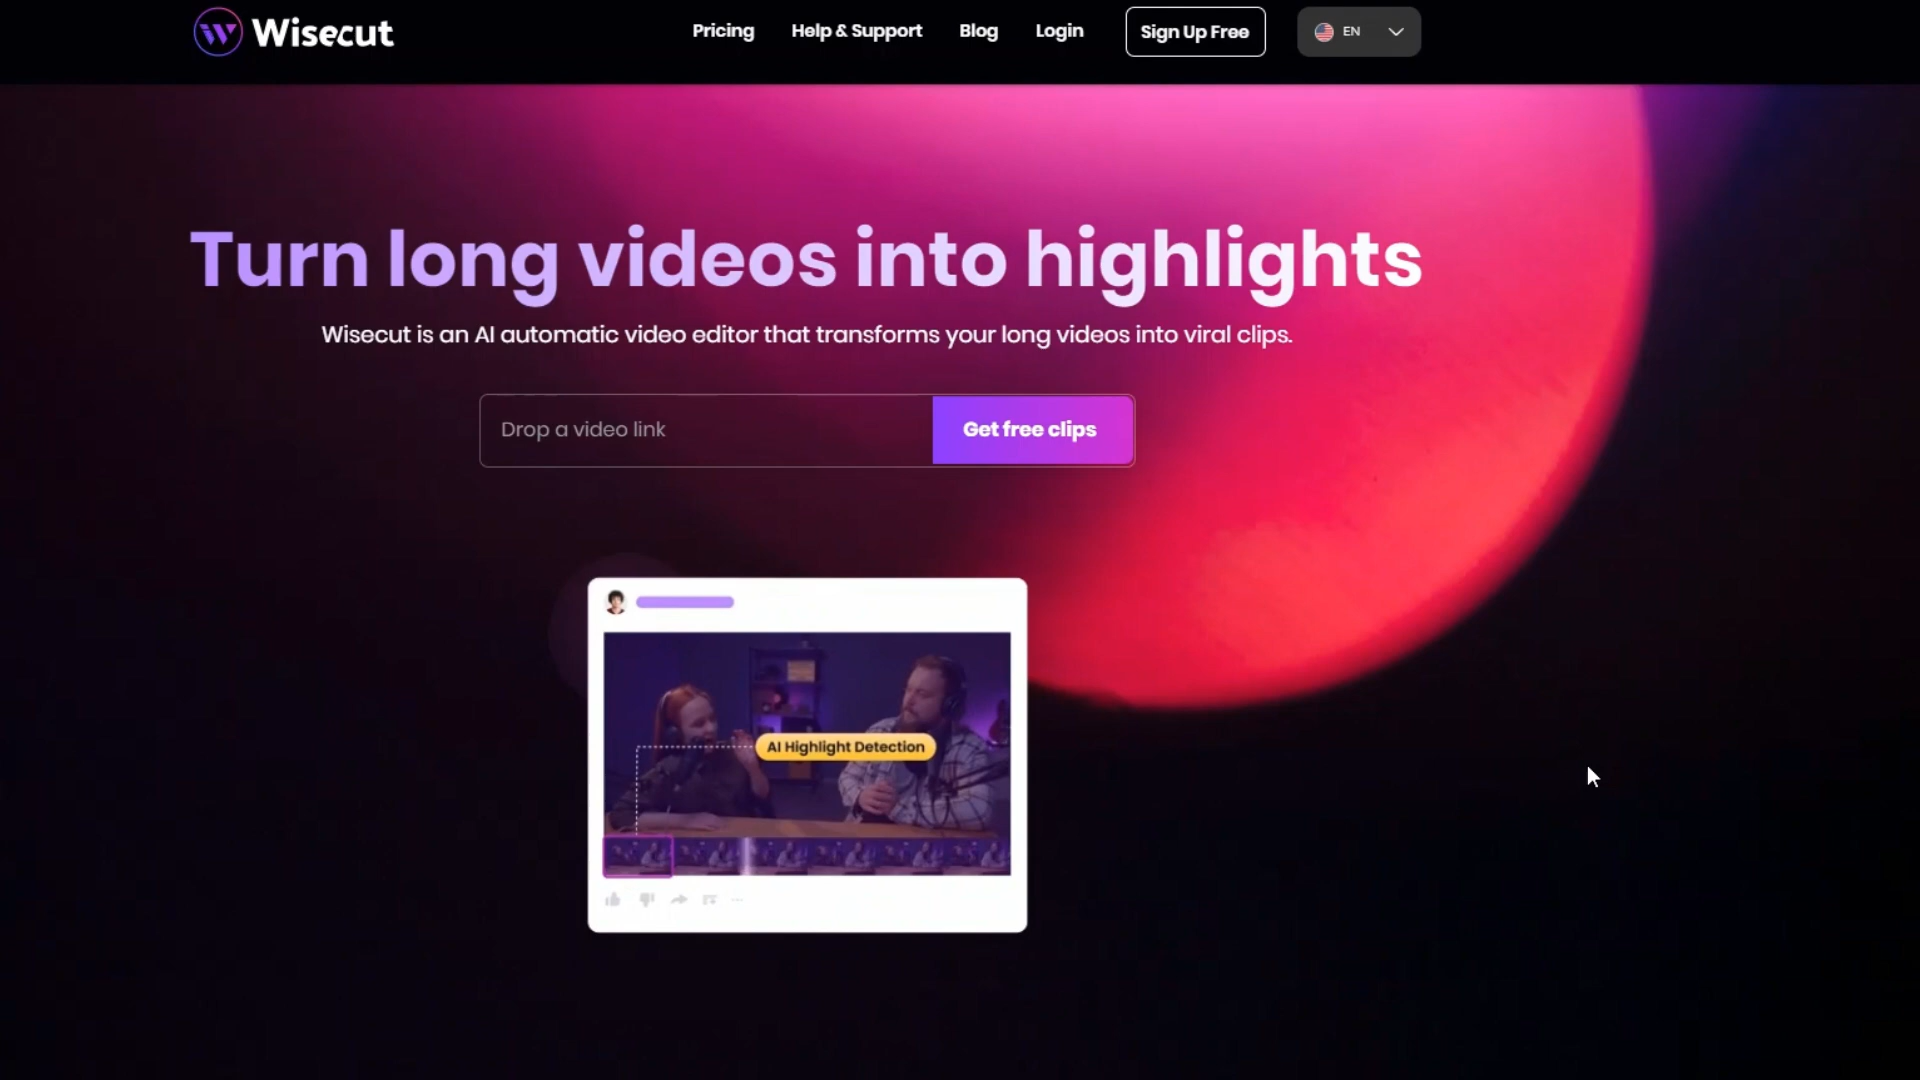 Wisecut
Pricing
Help & Support
Blog
Login
Sign Up Free
EN
Turn long videos into highlights
Wisecut is an AI automatic video editor that transforms your long videos into viral clips.
Drop a video link
Get free clips
AI Highlight Detection